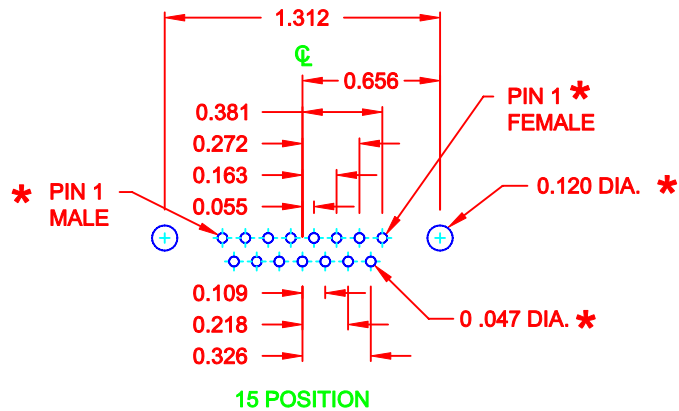 1.312
℄
0.656
0.381
PIN 1 *
FEMALE
0.272
0.163
* PIN 1
MALE
0.055
0.120 DIA. *
0.109
0 .047 DIA. *
0.218
0.326
15 POSITION